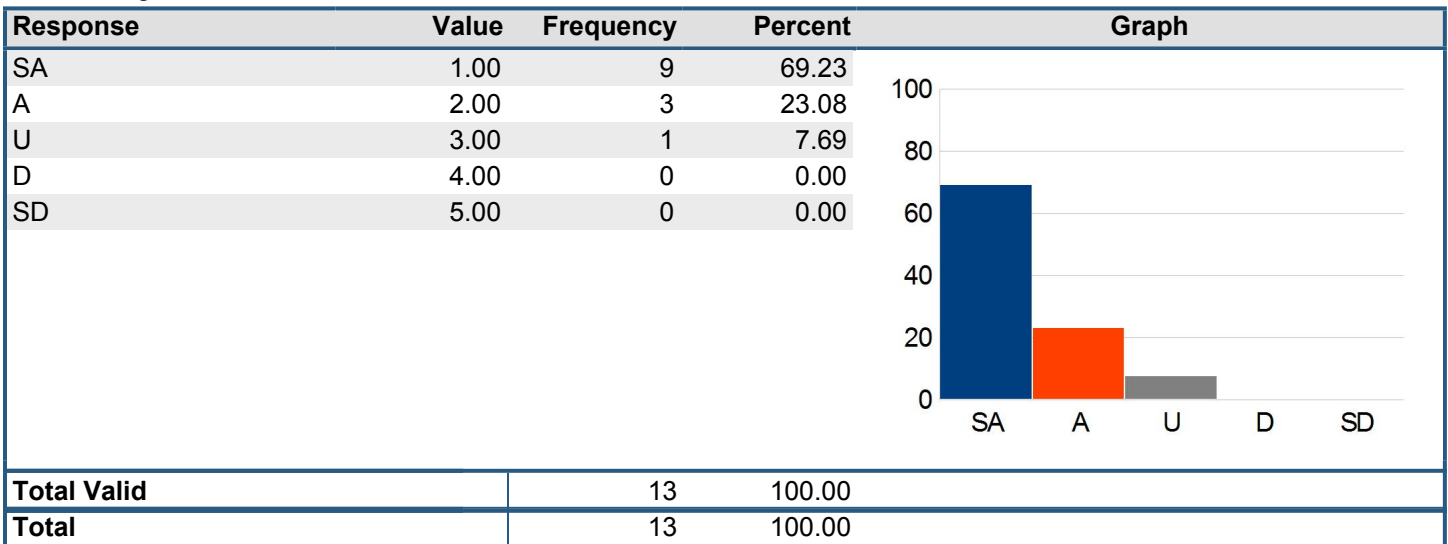 Response Value Frequency Percent Graph
SA 1.00 9 69.23
A 2.00 3 23.08
U 3.00 1 7.69
D 4.00 0 0.00
SD 5.00 0 0.00
100
80
60
40
20
0
SA A U D SD
Total Valid 13 100.00
Total 13 100.00